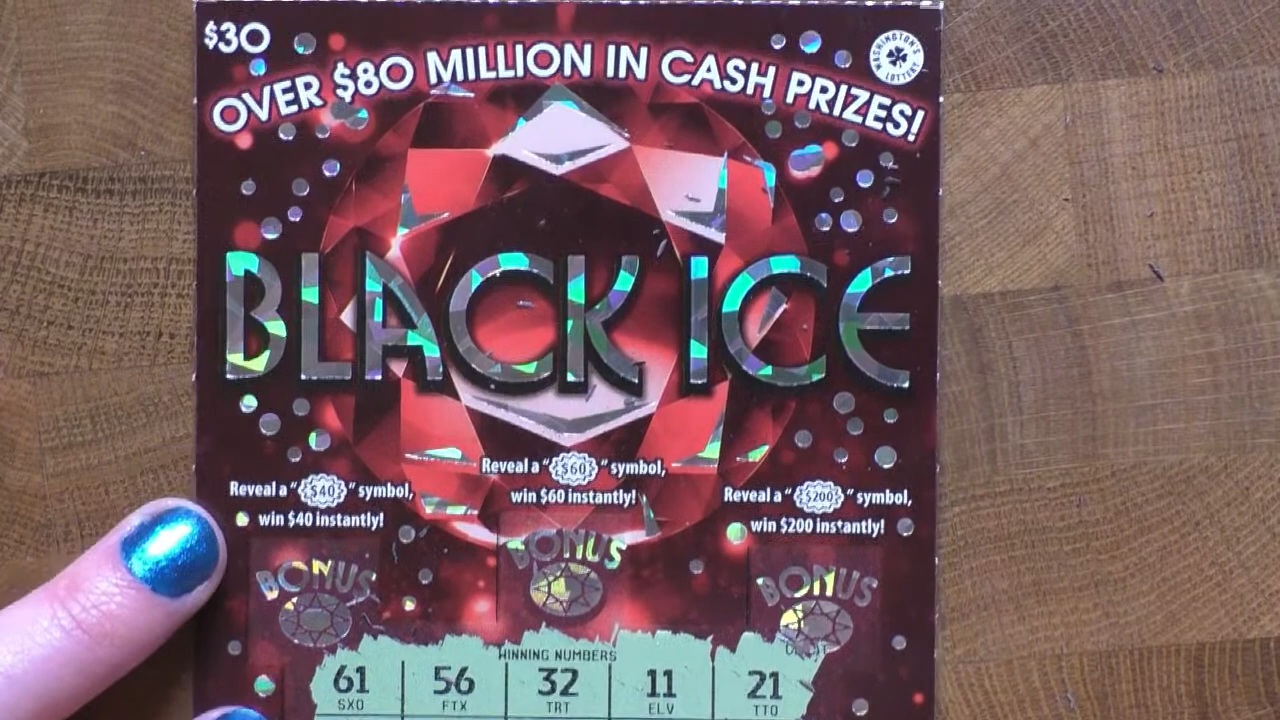 $30
WASHINGTON'S LOTTERY
OVER $80 MILLION IN CASH PRIZES!
BLACK ICE
Reveal a "$60" symbol,
win $60 instantly!
Reveal a "$40" symbol,
win $40 instantly!
Reveal a "$200" symbol,
win $200 instantly!
BONUS
BONUS
BONUS
WINNING NUMBERS
61 56 32 11 21
SXO FTX TRT ELV TTO